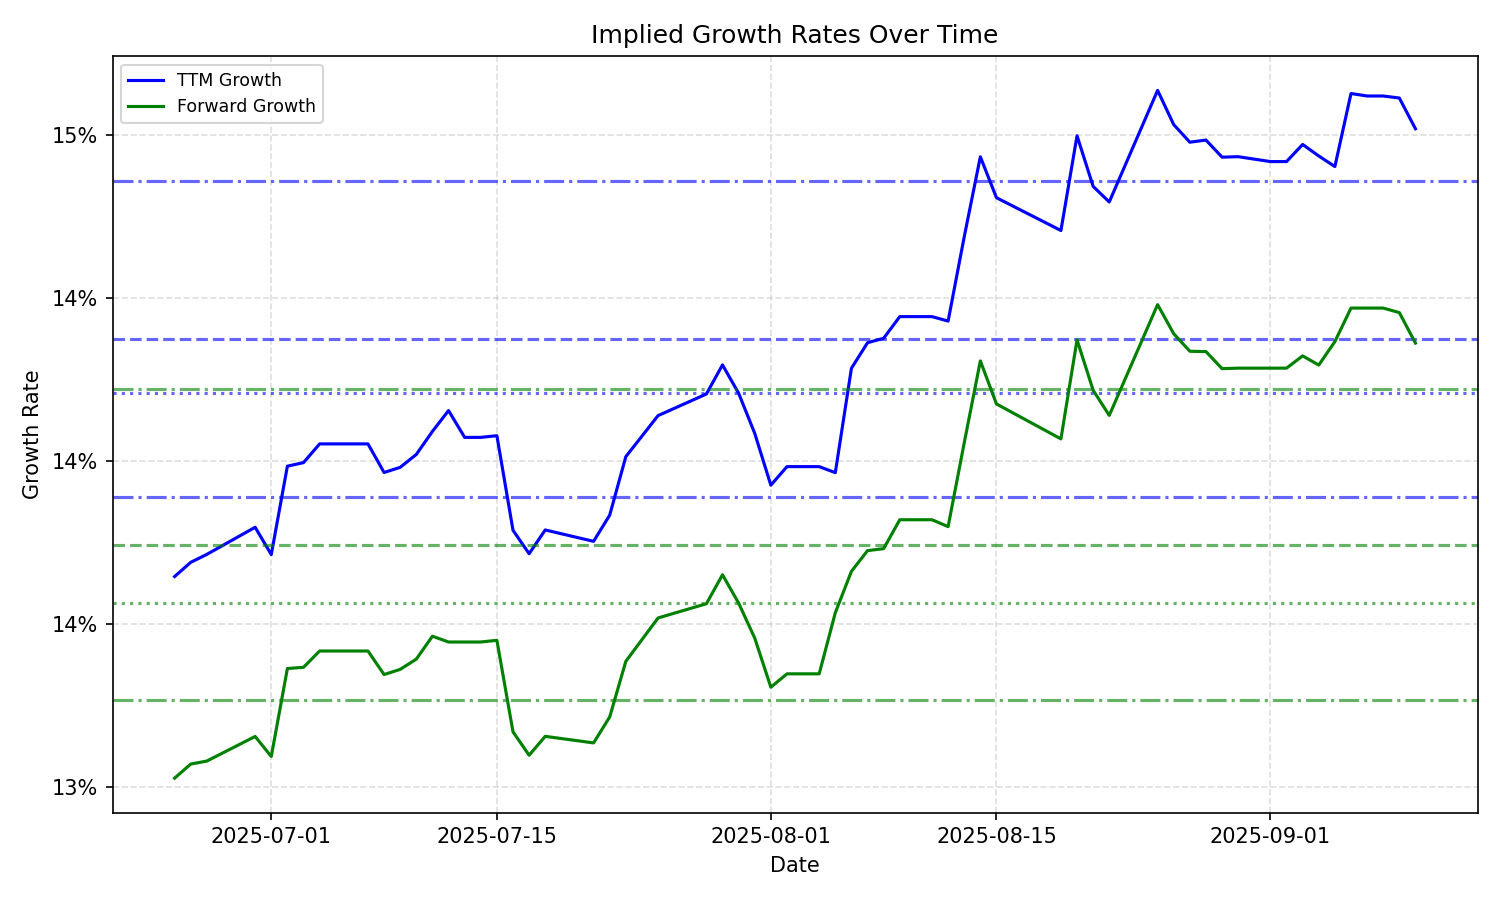 Implied Growth Rates Over Time
TTM Growth
Forward Growth
15%
14%
14%
14%
13%
Growth Rate
2025-07-01
2025-07-15
2025-08-01
2025-08-15
2025-09-01
Date